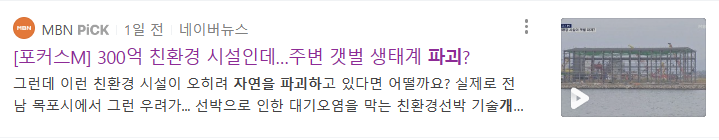 MBN MBN PiCK 1일 전 네이버뉴스
[포커스M] 300억 친환경 시설인데...주변 갯벌 생태계 파괴?
그런데 이런 친환경 시설이 오히려 자연을 파괴하고 있다면 어떨까요? 실제로 전
남 목포시에서 그런 우려가... 선박으로 인한 대기오염을 막는 친환경선박 기술개...